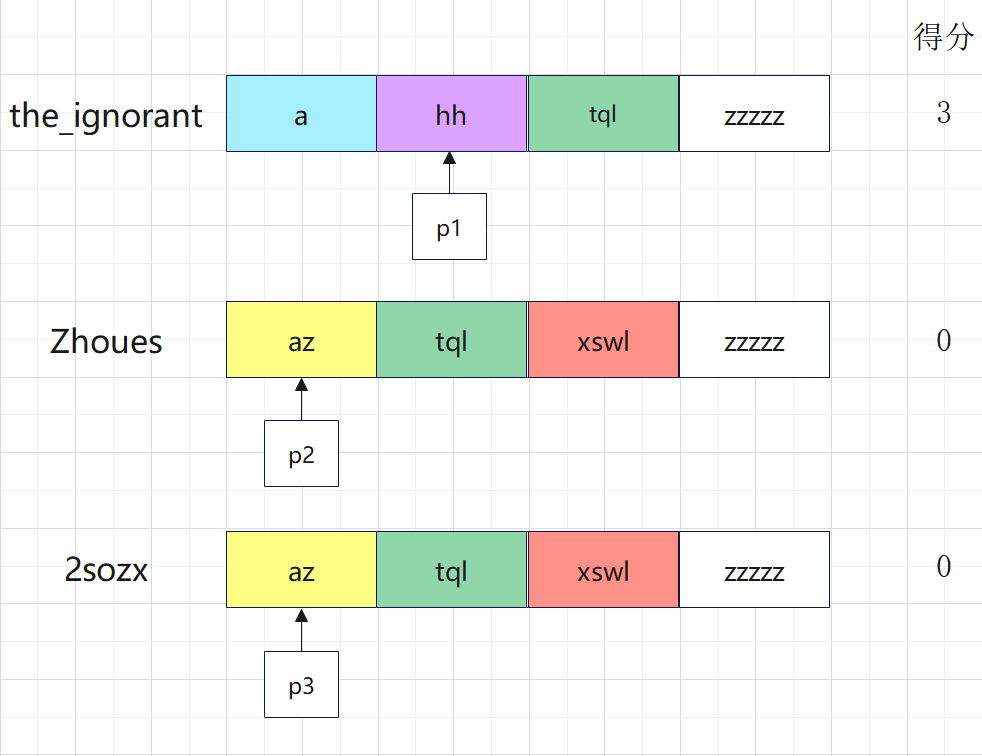 得分
the_ignorant a hh tql zzzzz 3
p1
Zhoues az tql xswl zzzzz 0
p2
2sozx az tql xswl zzzzz 0
p3